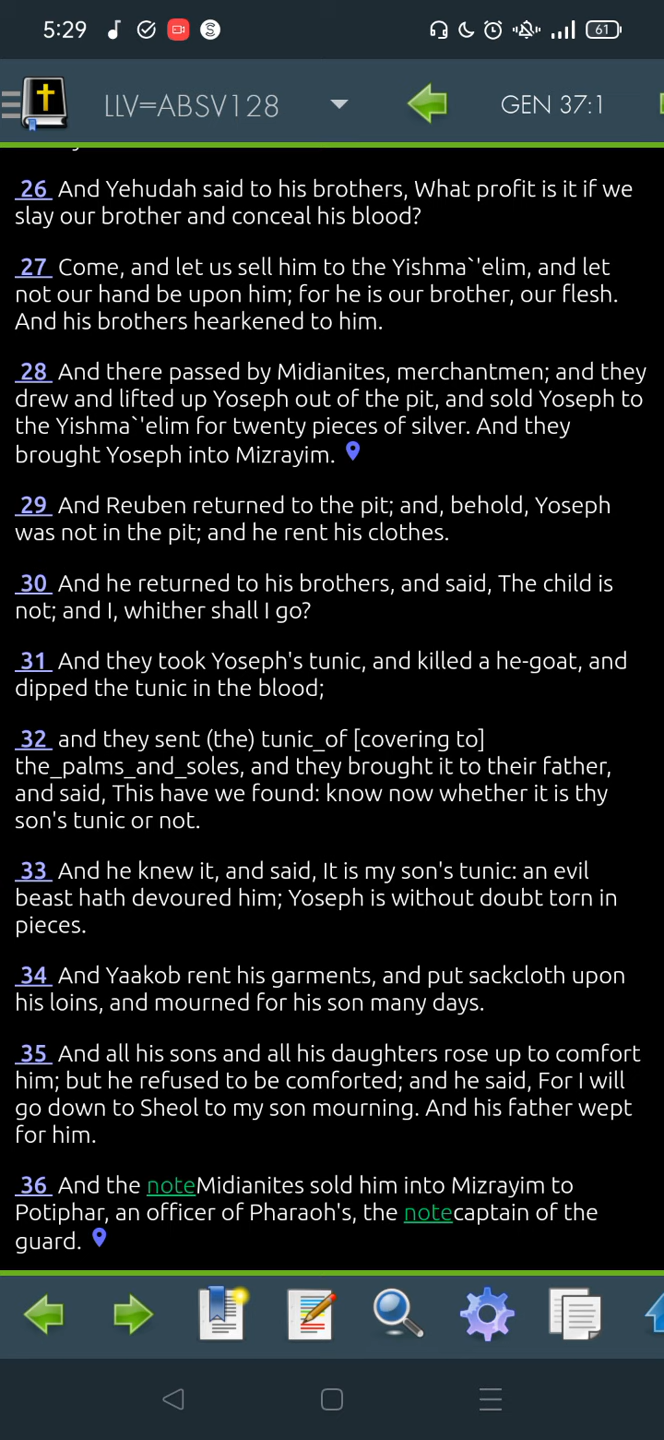 5:29
61
LLV=ABSV128
GEN 37:1
26 And Yehudah said to his brothers, What profit is it if we
slay our brother and conceal his blood?
27 Come, and let us sell him to the Yishma`'elim, and let
not our hand be upon him; for he is our brother, our flesh.
And his brothers hearkened to him.
28 And there passed by Midianites, merchantmen; and they
drew and lifted up Yoseph out of the pit, and sold Yoseph to
the Yishma`'elim for twenty pieces of silver. And they
brought Yoseph into Mizrayim.
29 And Reuben returned to the pit; and, behold, Yoseph
was not in the pit; and he rent his clothes.
30 And he returned to his brothers, and said, The child is
not; and I, whither shall I go?
31 And they took Yoseph's tunic, and killed a he-goat, and
dipped the tunic in the blood;
32 and they sent (the) tunic_of [covering to]
the_palms_and_soles, and they brought it to their father,
and said, This have we found: know now whether it is thy
son's tunic or not.
33 And he knew it, and said, It is my son's tunic: an evil
beast hath devoured him; Yoseph is without doubt torn in
pieces.
34 And Yaakob rent his garments, and put sackcloth upon
his loins, and mourned for his son many days.
35 And all his sons and all his daughters rose up to comfort
him; but he refused to be comforted; and he said, For I will
go down to Sheol to my son mourning. And his father wept
for him.
36 And the noteMidianites sold him into Mizrayim to
Potiphar, an officer of Pharaoh's, the notecaptain of the
guard.